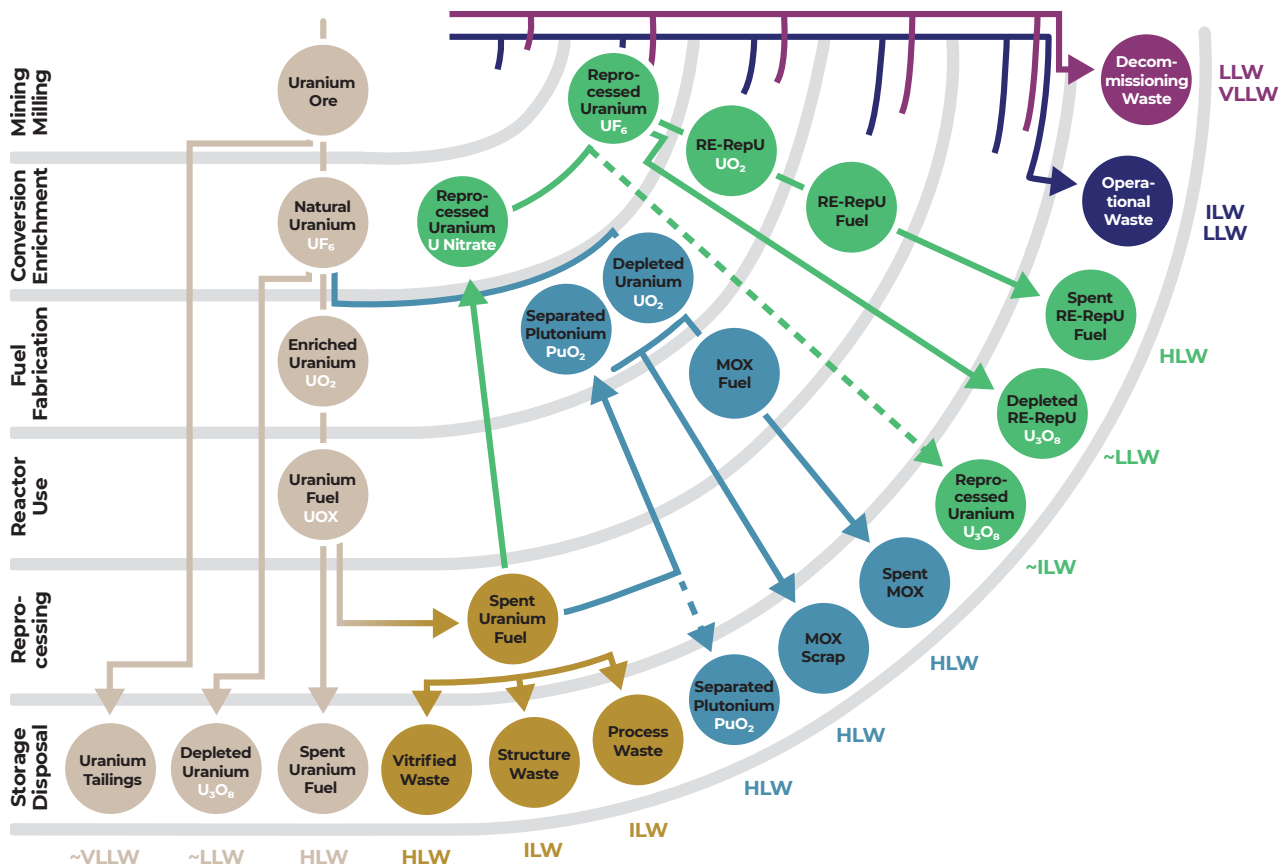 Mining
Milling
Conversion
Enrichment
Fuel
Fabrication
Reactor
Use
Repro-
cessing
Storage
Disposal
Uranium
Ore
Natural
Uranium
UF₆
Enriched
Uranium
UO₂
Uranium
Fuel
UOX
Uranium
Tailings
~VLLW
Depleted
Uranium
U₃O₈
~LLW
Spent
Uranium
Fuel
HLW
Spent
Uranium
Fuel
Vitrified
Waste
HLW
Structure
Waste
ILW
Process
Waste
ILW
Separated
Plutonium
PuO₂
Depleted
Uranium
UO₂
MOX
Fuel
Separated
Plutonium
PuO₂
HLW
MOX
Scrap
HLW
Spent
MOX
HLW
Repro-
cessed
Uranium
U Nitrate
Repro-
cessed
Uranium
UF₆
RE-RepU
UO₂
RE-RepU
Fuel
Spent
RE-RepU
Fuel
HLW
Depleted
RE-RepU
U₃O₈
~LLW
Repro-
cessed
Uranium
U₃O₈
~ILW
Decom-
missioning
Waste
LLW
VLLW
Opera-
tional
Waste
ILW
LLW